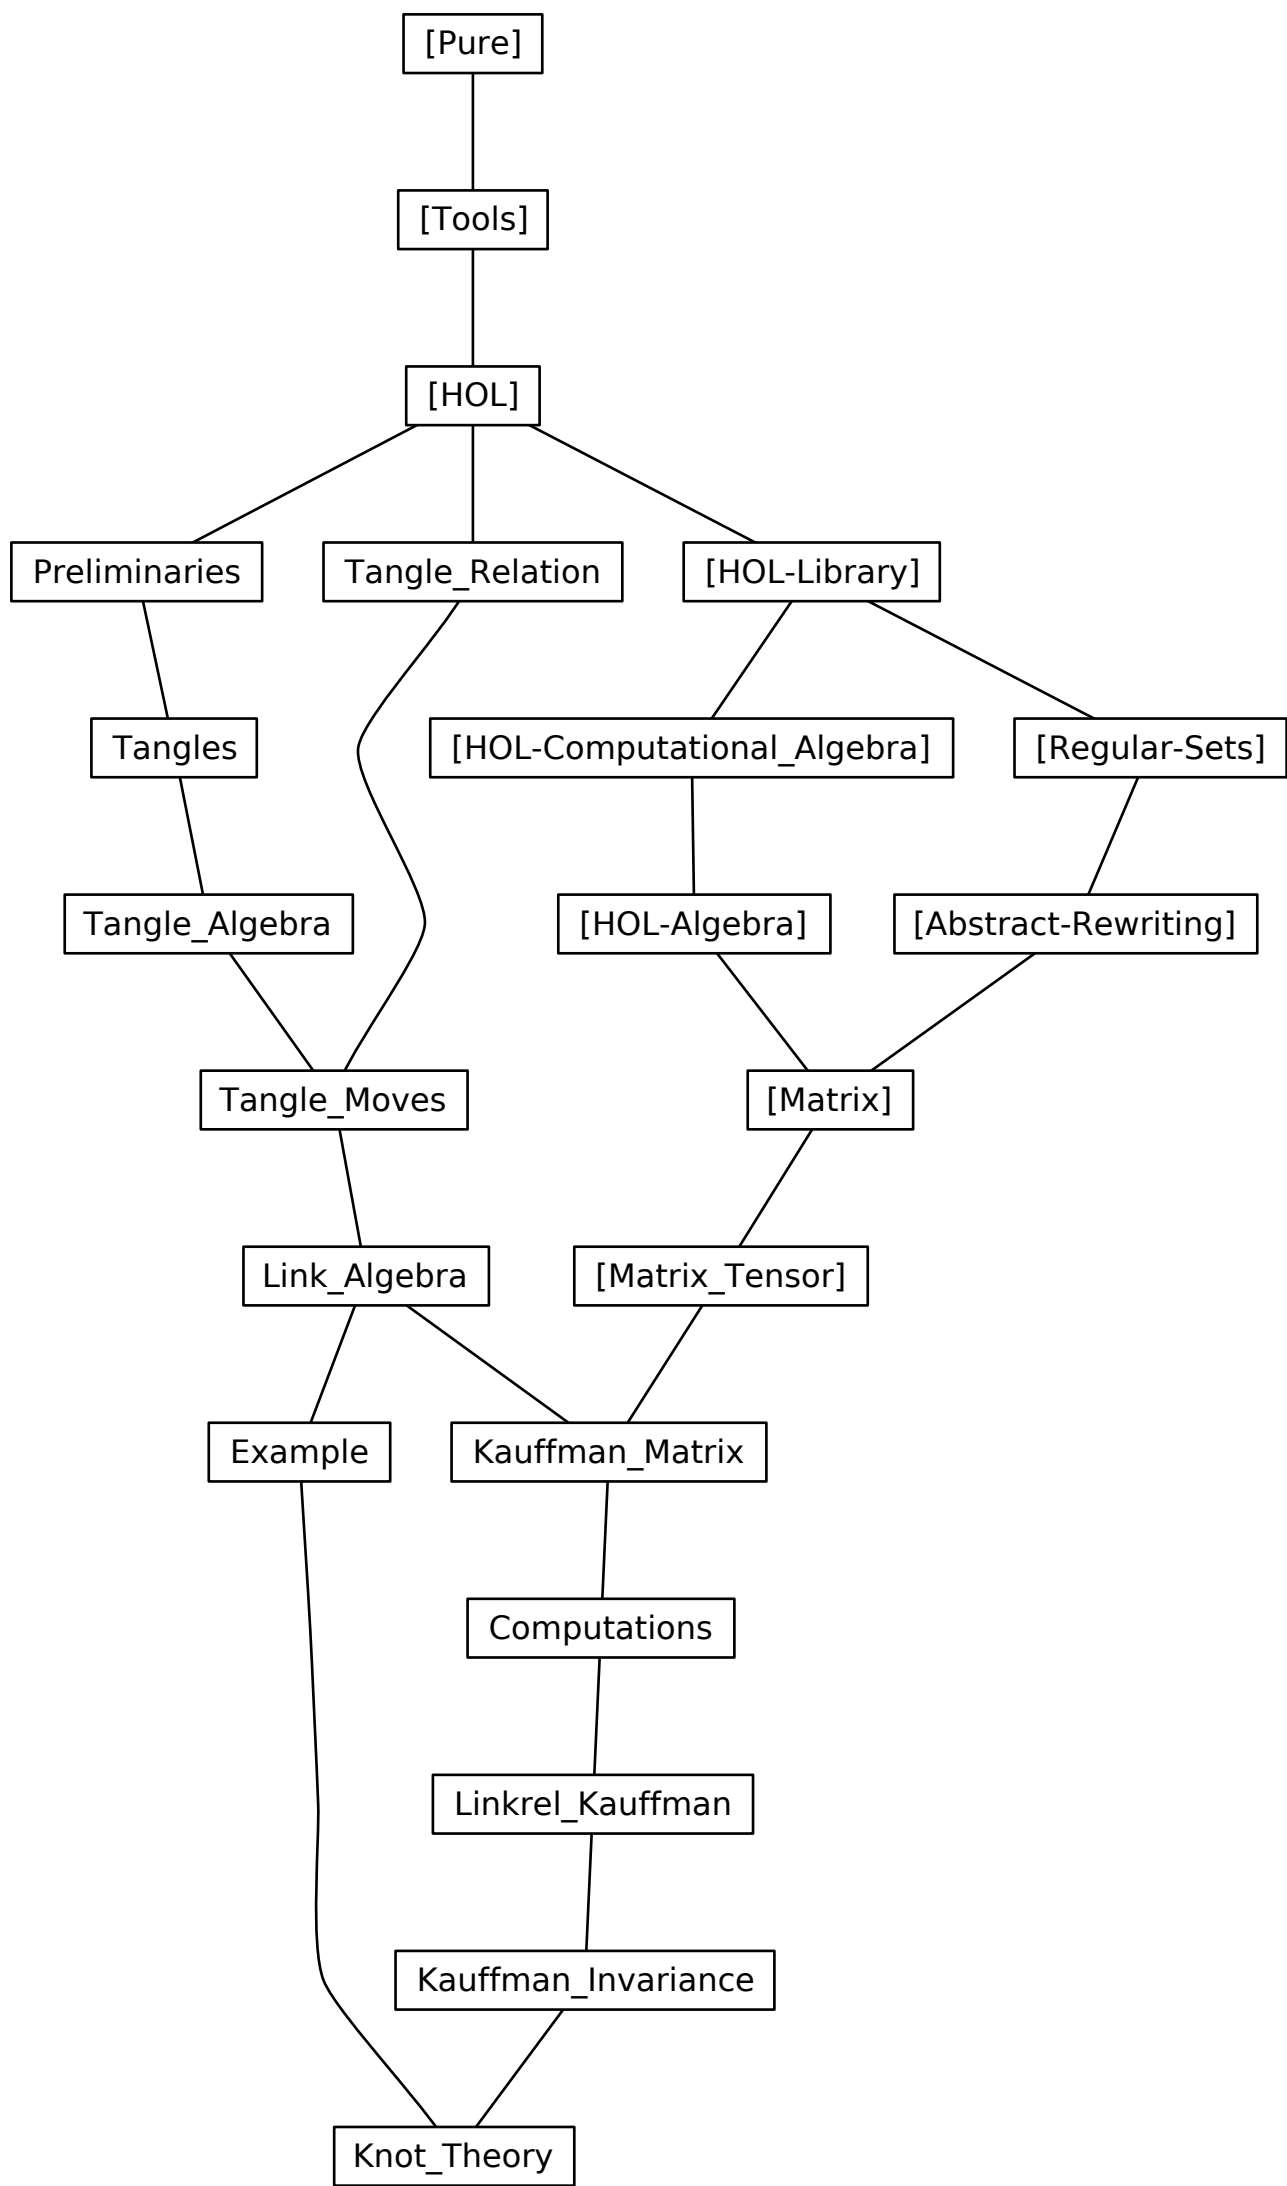 [Pure]
[Tools]
[HOL]
Preliminaries
Tangle_Relation
[HOL-Library]
Tangles
[HOL-Computational_Algebra]
[Regular-Sets]
Tangle_Algebra
[HOL-Algebra]
[Abstract-Rewriting]
Tangle_Moves
[Matrix]
Link_Algebra
[Matrix_Tensor]
Example
Kauffman_Matrix
Computations
Linkrel_Kauffman
Kauffman_Invariance
Knot_Theory